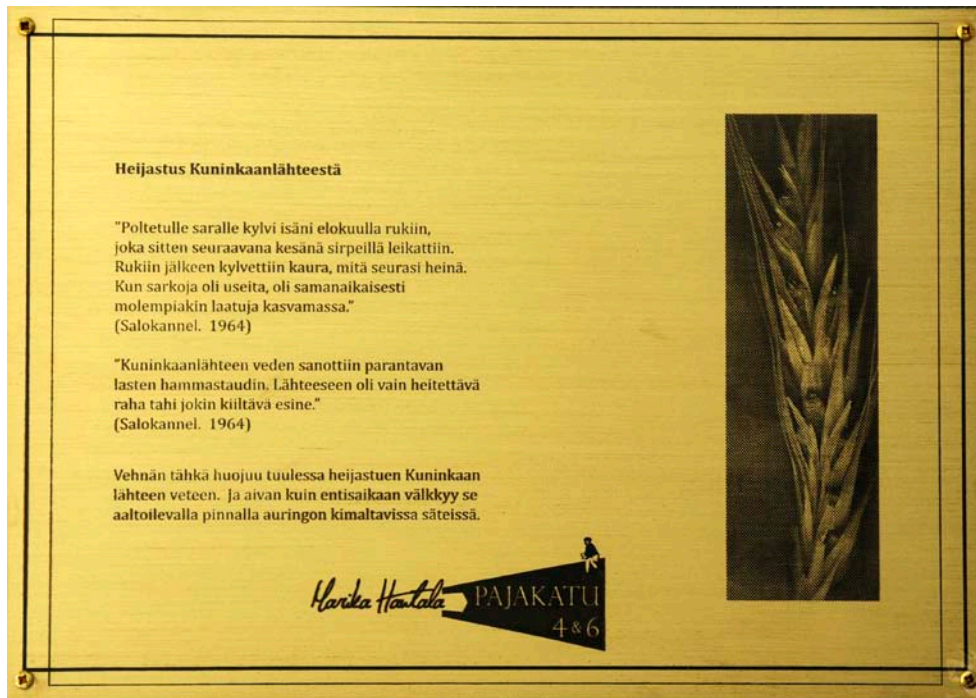 Heijastus Kuninkaanlähteestä
"Poltetulle saralle kylvi isäni elokuulla rukiin,
joka sitten seuraavana kesänä sirpeillä leikattiin.
Rukiin jälkeen kylvettiin kaura, mitä seurasi heinä.
Kun sarkoja oli useita, oli samanaikaisesti
molempiakin laatuja kasvamassa."
(Salokannel. 1964)
"Kuninkaanlähteen veden sanottiin parantavan
lasten hammastaudin. Lähteeseen oli vain heitettävä
raha tahi jokin kiiltävä esine."
(Salokannel. 1964)
Vehnän tähkä huojuu tuulessa heijastuen Kuninkaan
lähteen veteen. Ja aivan kuin entisaikaan välkkyy se
aaltoilevalla pinnalla auringon kimaltavissa säteissä.
Marika Hautala PAJAKATU
4 & 6